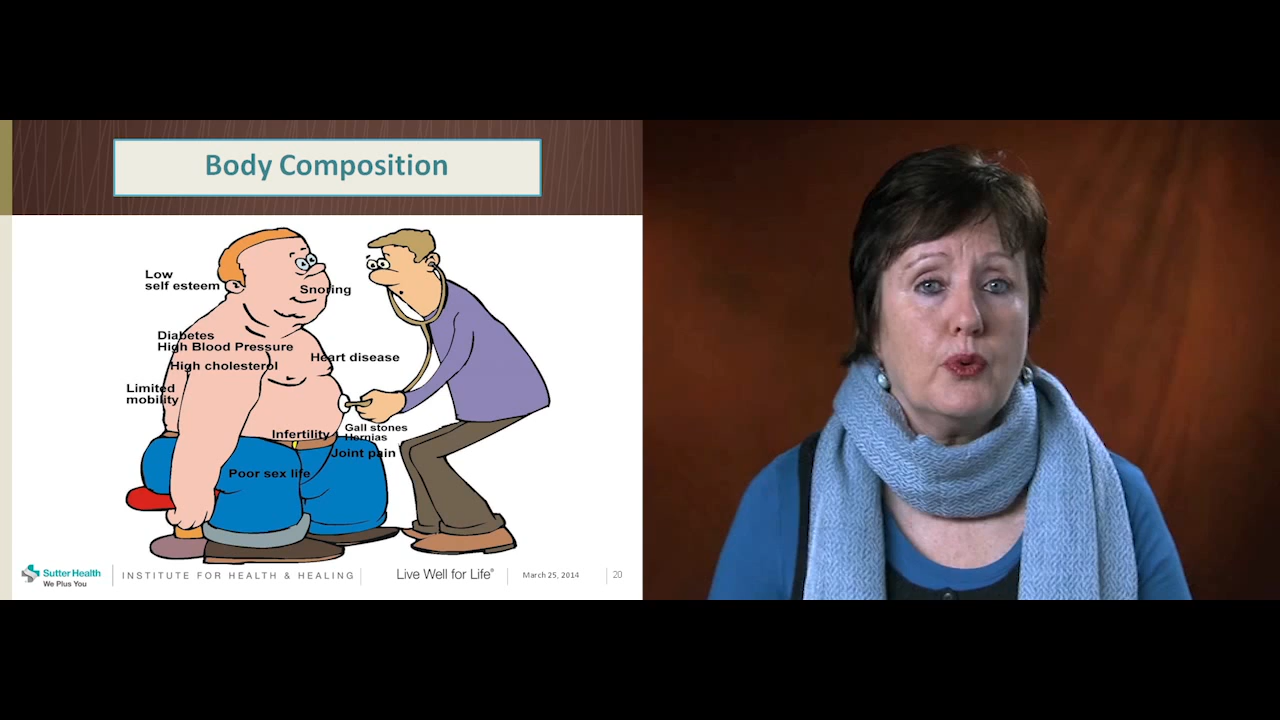 Body Composition
Low
self esteem
Snoring
Diabetes
High Blood Pressure
Heart disease
High cholesterol
Limited
mobility
Gall stones
Infertility
Hernias
Joint pain
Poor sex life
Sutter Health
We Plus You
INSTITUTE FOR HEALTH & HEALING
Live Well for Life®
March 25, 2014
20